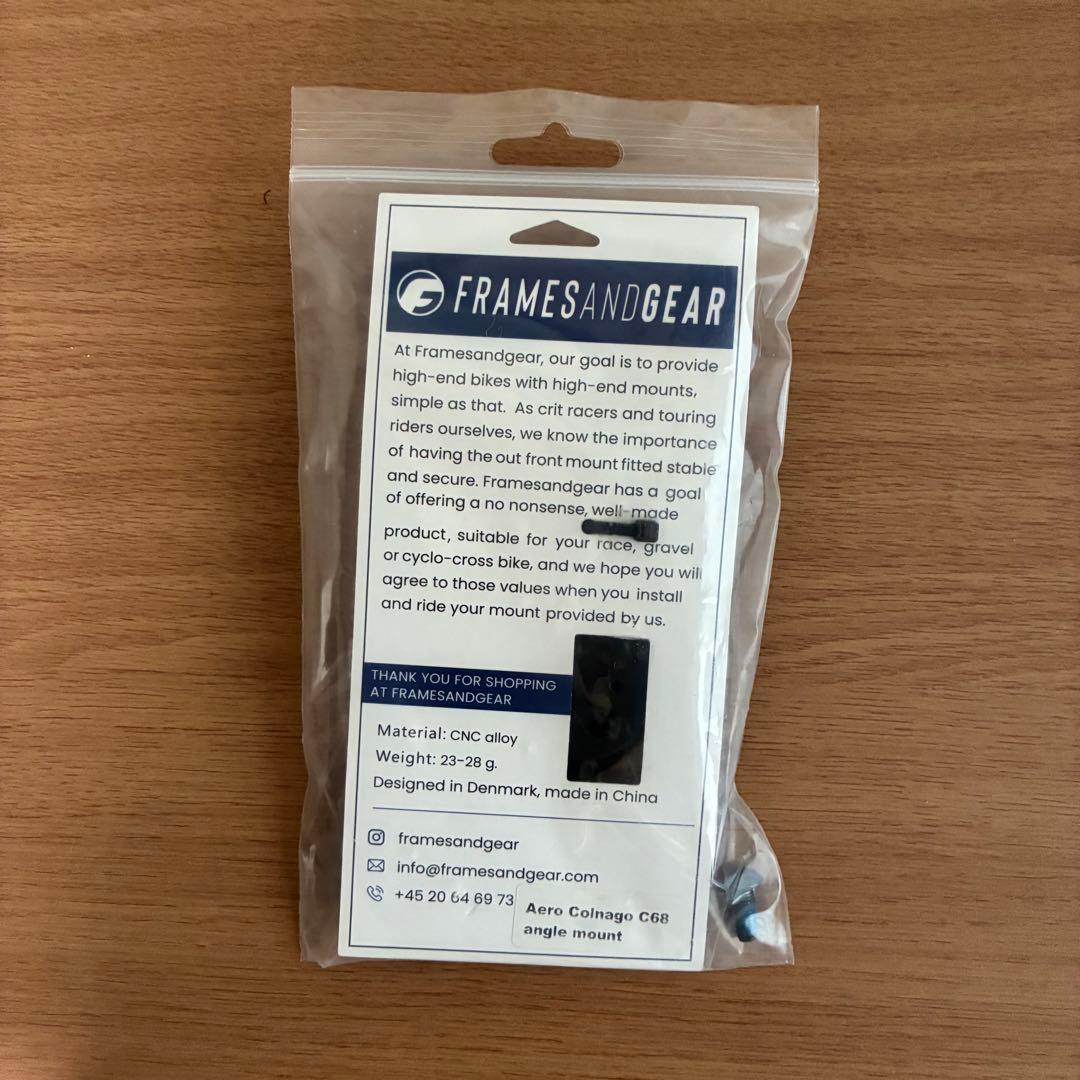 FRAMESANDGEAR
At Framesandgear, our goal is to provide
high-end bikes with high-end mounts,
simple as that. As crit racers and touring
riders ourselves, we know the importance
of having the out front mount fitted stable
and secure. Framesandgear has a goal
of offering a no nonsense, well-made
product, suitable for your race, gravel
or cyclo-cross bike, and we hope you will
agree to those values when you install
and ride your mount provided by us.
THANK YOU FOR SHOPPING
AT FRAMESANDGEAR
Material: CNC alloy
Weight: 23-28 g.
Designed in Denmark, made in China
framesandgear
info@framesandgear.com
+45 20 64 69 73
Aero Colnago C68
angle mount